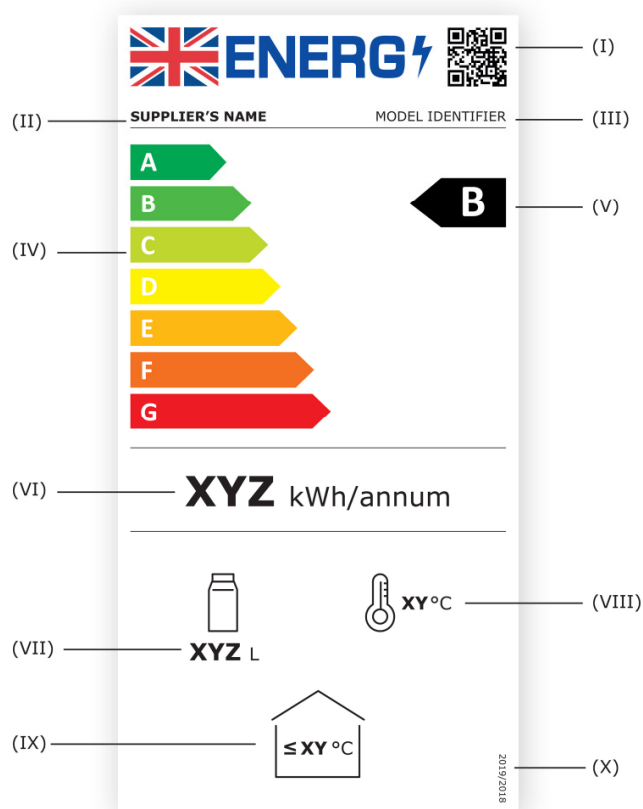 ENERG
(I)
(II)
SUPPLIER'S NAME
MODEL IDENTIFIER
(III)
A
B
B
(V)
(IV)
C
D
E
F
G
(VI)
XYZ kWh/annum
XY°C
(VIII)
(VII)
XYZ L
(IX)
≤ XY °C
2019/2018
(X)